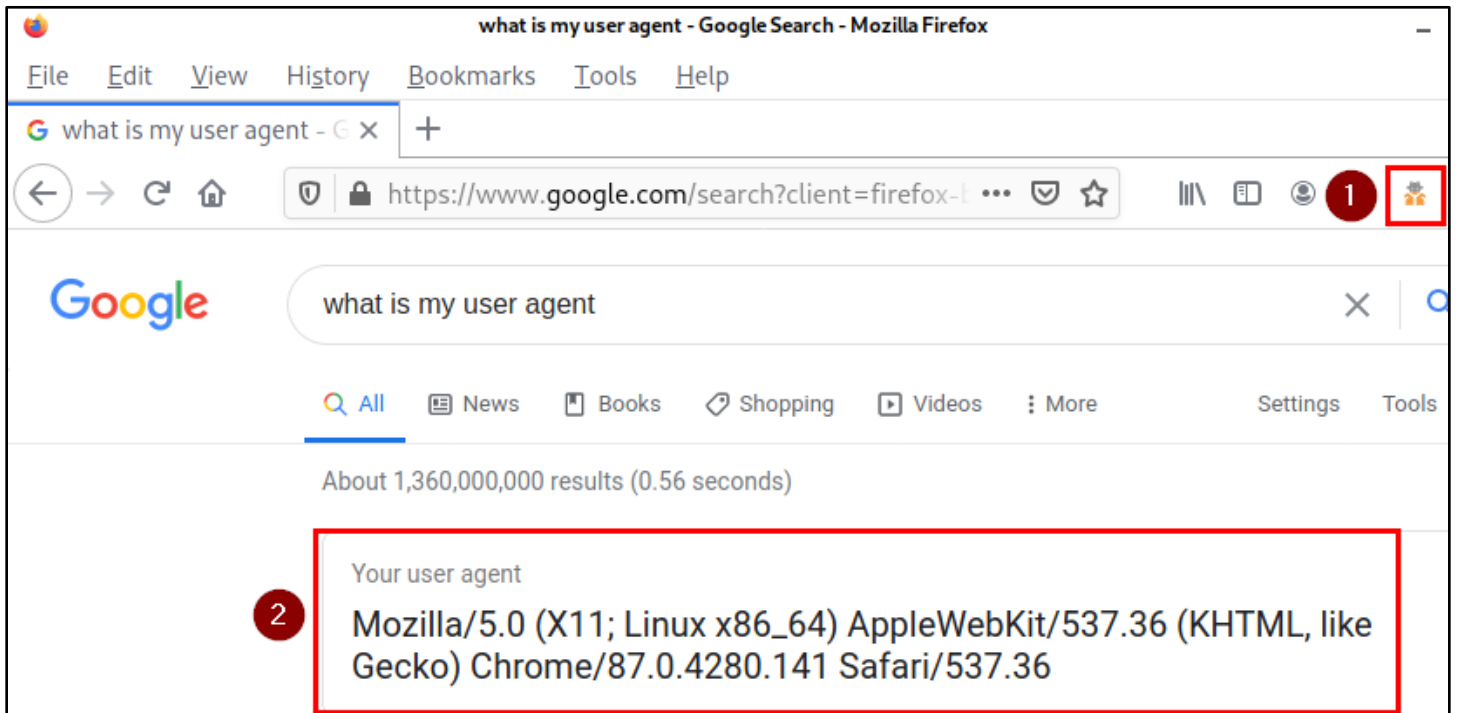 what is my user agent - Google Search - Mozilla Firefox
File Edit View History Bookmarks Tools Help
G what is my user agent - G
https://www.google.com/search?client=firefox-b
1
Google what is my user agent
All News Books Shopping Videos More Settings Tools
About 1,360,000,000 results (0.56 seconds)
Your user agent
2
Mozilla/5.0 (X11; Linux x86_64) AppleWebKit/537.36 (KHTML, like
Gecko) Chrome/87.0.4280.141 Safari/537.36